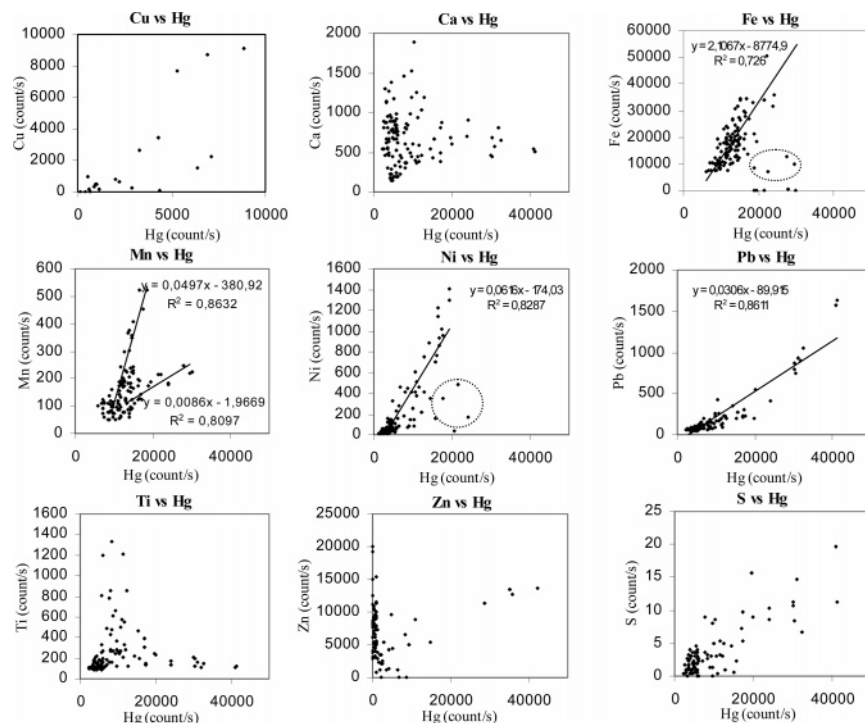 Cu vs Hg
10000
8000
6000
4000
2000
0
Cu (count/s)
0 5000 10000
Hg (count/s)
Ca vs Hg
2000
1500
1000
500
0
Ca (count/s)
0 20000 40000
Hg (count/s)
Fe vs Hg
60000
50000
40000
30000
20000
10000
0
Fe (count/s)
y = 2,1067x - 8774,9
R² = 0,726
0 20000 40000
Hg (count/s)
Mn vs Hg
600
500
400
300
200
100
0
Mn (count/s)
y = 0,0497x - 380,92
R² = 0,8632
y = 0,0086x - 1,9669
R² = 0,8097
0 20000 40000
Hg (count/s)
Ni vs Hg
1600
1400
1200
1000
800
600
400
200
0
Ni (count/s)
y = 0,0616x - 174,03
R² = 0,8287
0 20000 40000
Hg (count/s)
Pb vs Hg
2000
1500
1000
500
0
Pb (count/s)
y = 0,0306x - 89,915
R² = 0,8611
0 20000 40000
Hg (count/s)
Ti vs Hg
1600
1400
1200
1000
800
600
400
200
0
Ti (count/s)
0 20000 40000
Hg (count/s)
Zn vs Hg
25000
20000
15000
10000
5000
0
Zn (count/s)
0 20000 40000
Hg (count/s)
S vs Hg
25
20
15
10
5
0
S (count/s)
0 20000 40000
Hg (count/s)